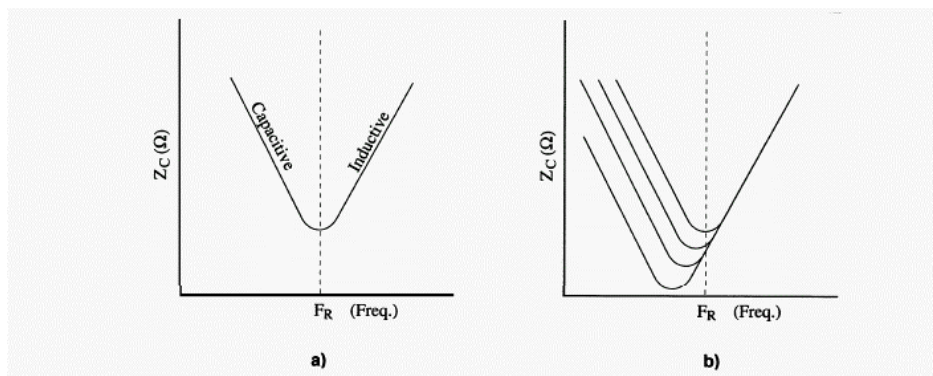 Z_C (Ω)
Capacitive
Inductive
F_R (Freq.)
a)
Z_C (Ω)
F_R (Freq.)
b)